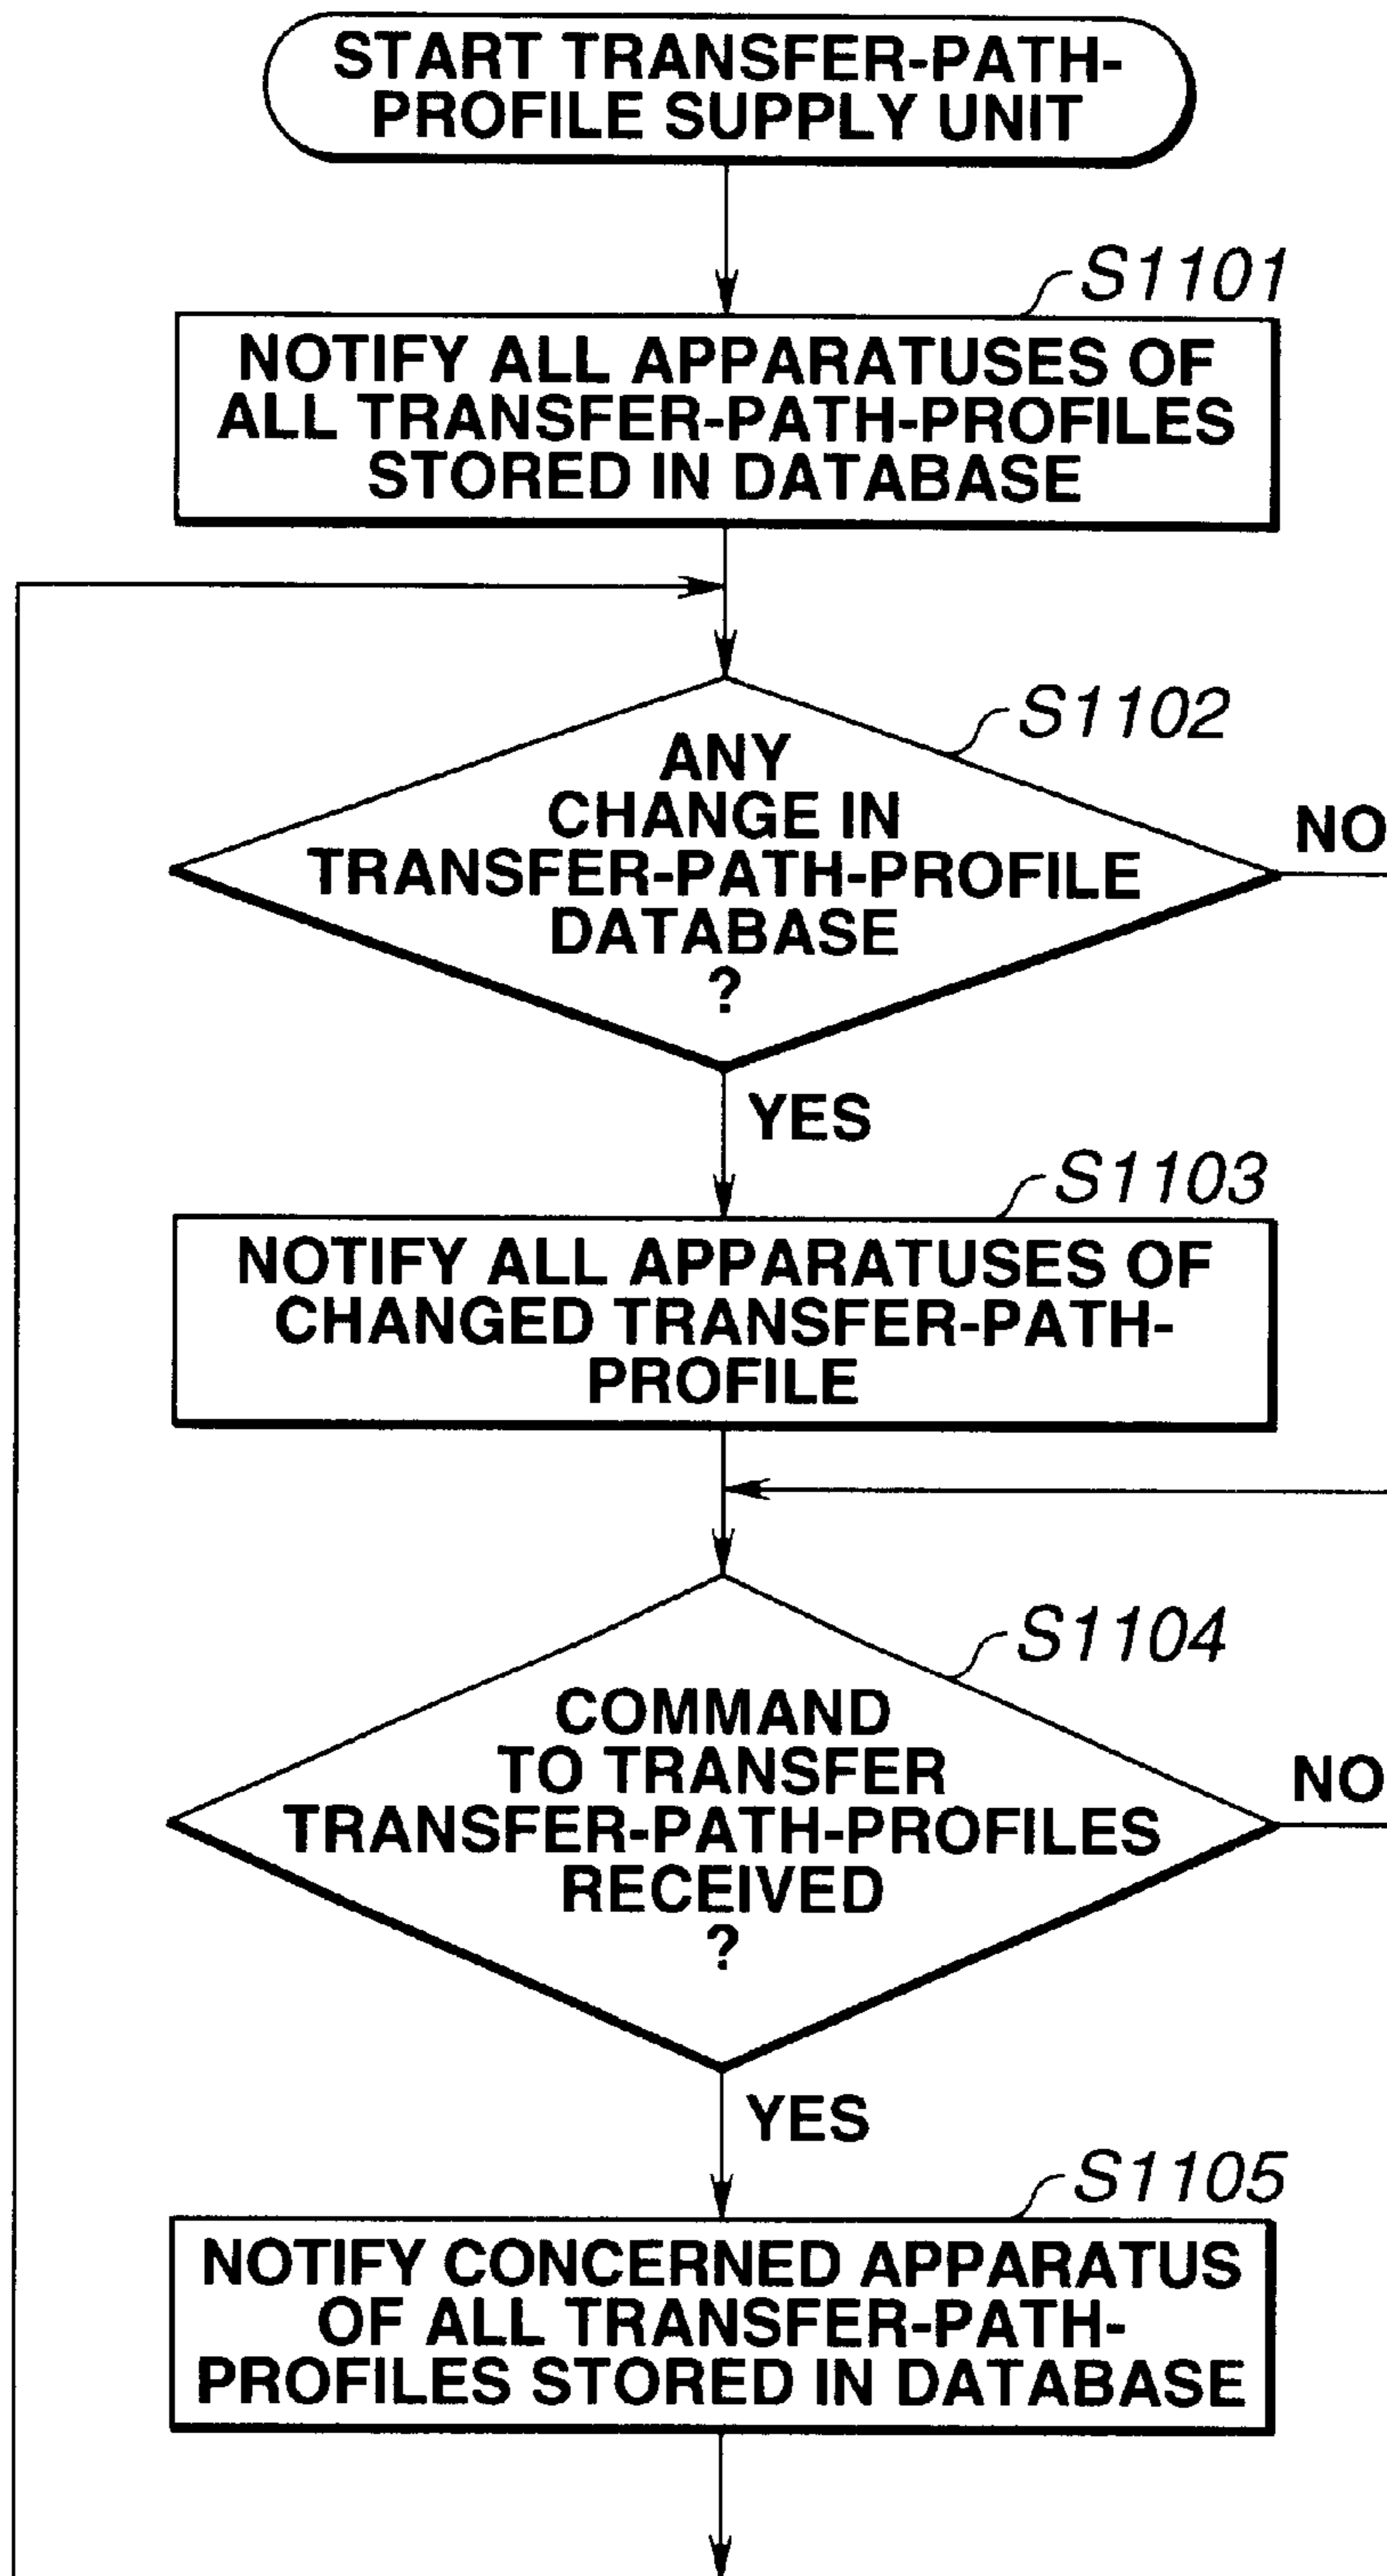 START TRANSFER-PATH-
PROFILE SUPPLY UNIT
S1101
NOTIFY ALL APPARATUSES OF
ALL TRANSFER-PATH-PROFILES
STORED IN DATABASE
S1102
ANY
CHANGE IN
TRANSFER-PATH-PROFILE
DATABASE
?
NO
YES
S1103
NOTIFY ALL APPARATUSES OF
CHANGED TRANSFER-PATH-
PROFILE
S1104
COMMAND
TO TRANSFER
TRANSFER-PATH-PROFILES
RECEIVED
?
NO
YES
S1105
NOTIFY CONCERNED APPARATUS
OF ALL TRANSFER-PATH-
PROFILES STORED IN DATABASE